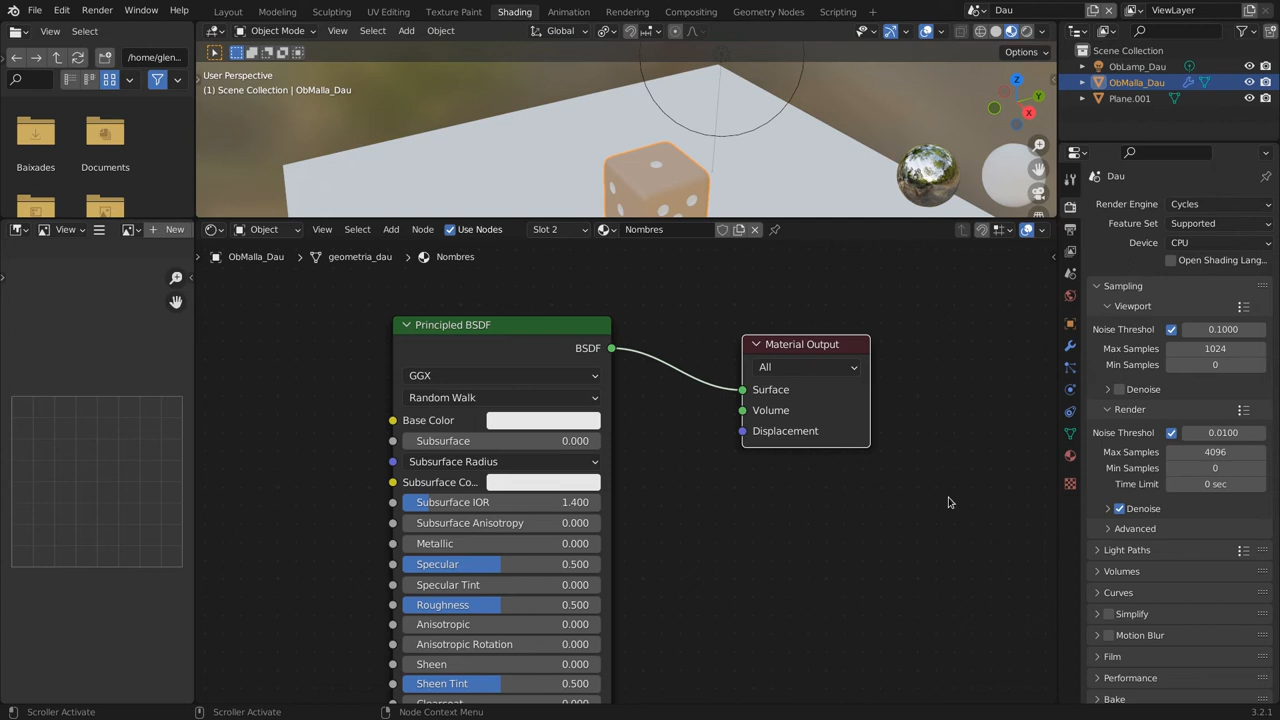 File Edit Render Window Help Layout Modeling Sculpting UV Editing Texture Paint Shading Animation Rendering Compositing Geometry Nodes Scripting Dau ViewLayer
View Select Object Mode View Select Add Object Global
/home/glen... Options
Baixades Documents
User Perspective
(1) Scene Collection | ObMalla_Dau
Z Y X
Scene Collection
ObLamp_Dau
ObMalla_Dau
Plane.001
View New Object View Select Add Node Use Nodes Slot 2 Nombres
ObMalla_Dau geometria_dau Nombres
Principled BSDF
BSDF
GGX
Random Walk
Base Color
Subsurface 0.000
Subsurface Radius
Subsurface Co...
Subsurface IOR 1.400
Subsurface Anisotropy 0.000
Metallic 0.000
Specular 0.500
Specular Tint 0.000
Roughness 0.500
Anisotropic 0.000
Anisotropic Rotation 0.000
Sheen 0.000
Sheen Tint 0.500
Clearcoat 0.000
Material Output
All
Surface
Volume
Displacement
Dau
Render Engine Cycles
Feature Set Supported
Device CPU
Open Shading Lang...
Sampling
Viewport
Noise Threshol 0.1000
Max Samples 1024
Min Samples 0
Denoise
Render
Noise Threshol 0.0100
Max Samples 4096
Min Samples 0
Time Limit 0 sec
Denoise
Advanced
Light Paths
Volumes
Curves
Simplify
Motion Blur
Film
Performance
Bake
Scroller Activate Scroller Activate Node Context Menu 3.2.1